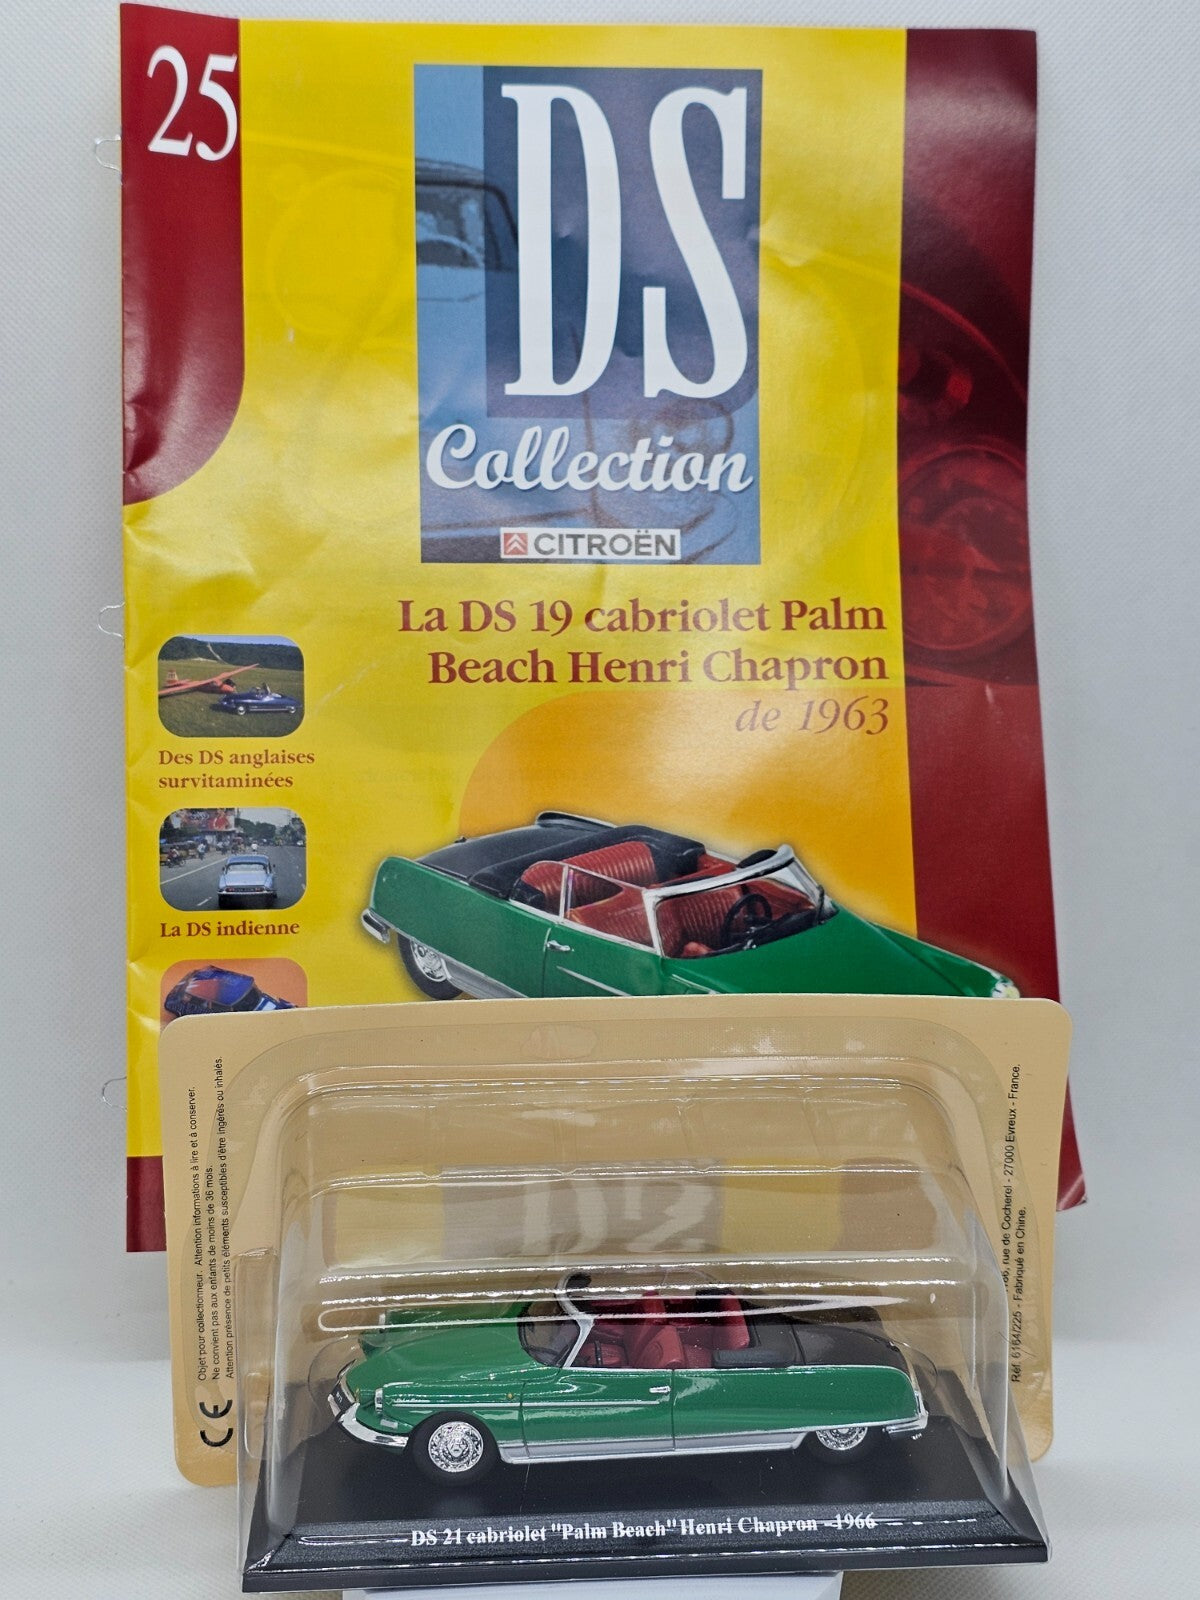 25
DS
Collection
CITROËN
La DS 19 cabriolet Palm
Beach Henri Chapron
de 1963
Des DS anglaises
survitaminées
La DS indienne
Objet pour collectionneur. Attention informations à lire et à conserver.
Ne convient pas aux enfants de moins de 36 mois.
Attention présence de petits éléments susceptibles d'être ingérés ou inhalés.
CE
rue de Cocherel - 27000 Evreux - France.
Réf. 6164/225 - Fabriqué en Chine.
DS 21 cabriolet "Palm Beach" Henri Chapron - 1966